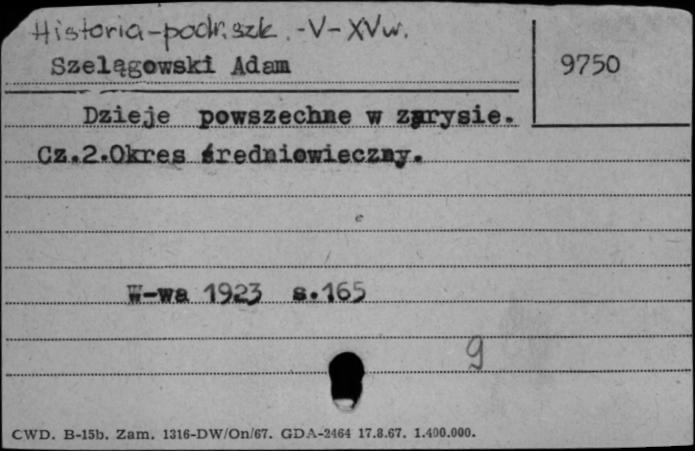 Historia-podr. szk. -V-XVw.
Szelągowski Adam
9750
Dzieje powszechne w zarysie.
Cz.2.Okres średniowieczny.
e
W-wa 1923 s.165
9
CWD. B-15b. Zam. 1316-DW/On/67. GDA-2464 17.8.67. 1.400.000.